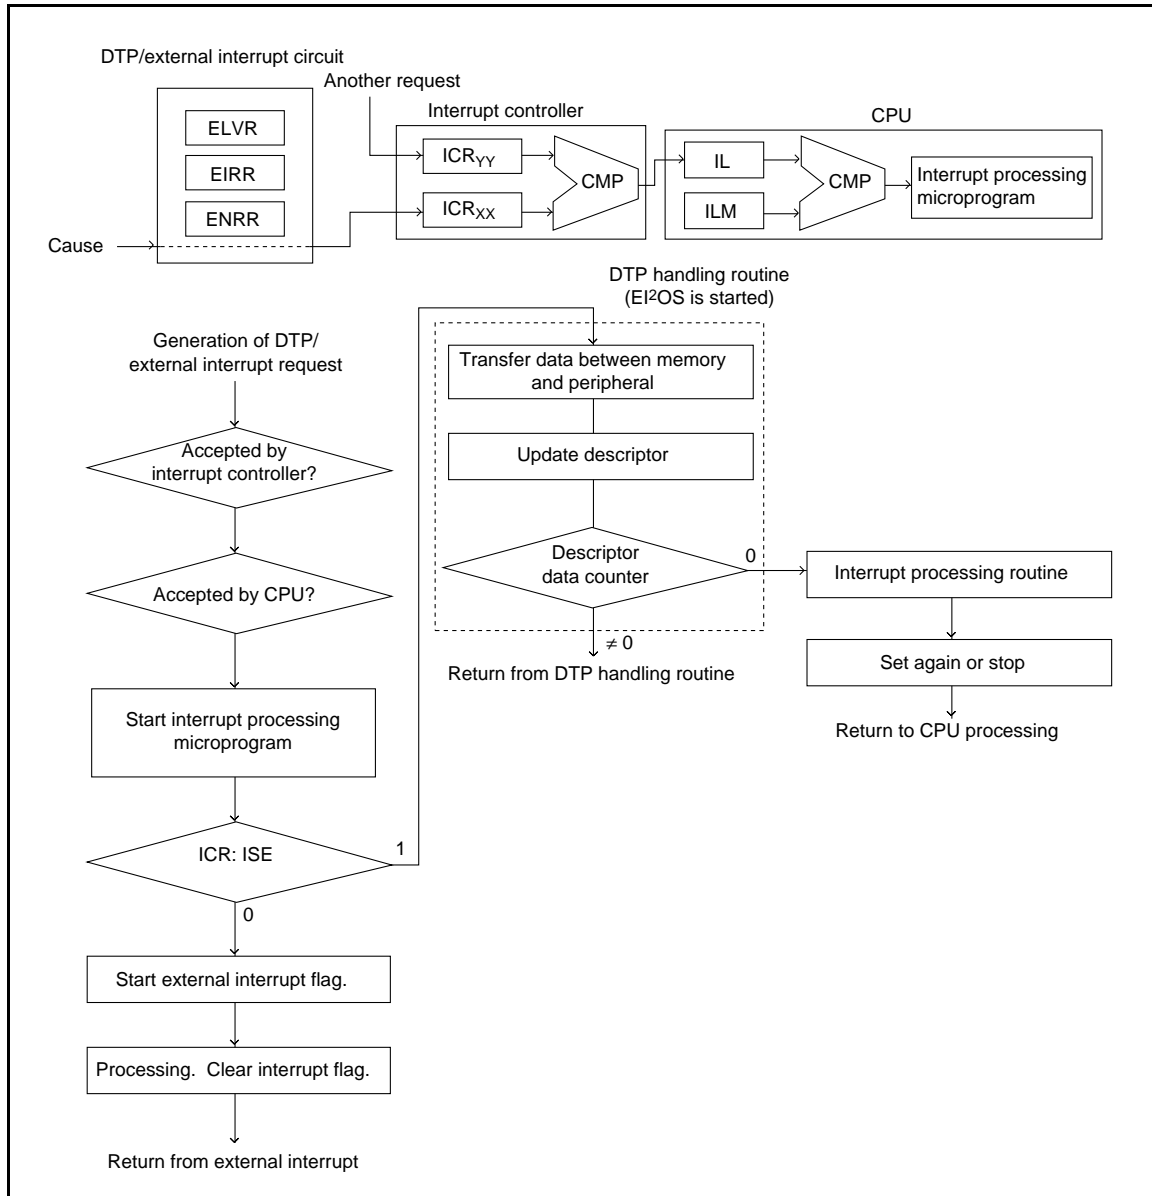 DTP/external interrupt circuit
Another request
Interrupt controller
CPU
ELVR
EIRR
ENRR
Cause
ICRYY
ICRXX
CMP
IL
ILM
CMP
Interrupt processing
microprogram
DTP handling routine
(EI2OS is started)
Generation of DTP/
external interrupt request
Accepted by
interrupt controller?
Accepted by CPU?
Start interrupt processing
microprogram
ICR: ISE
1
0
Start external interrupt flag.
Processing. Clear interrupt flag.
Return from external interrupt
Transfer data between memory
and peripheral
Update descriptor
Descriptor
data counter
0
≠ 0
Return from DTP handling routine
Interrupt processing routine
Set again or stop
Return to CPU processing